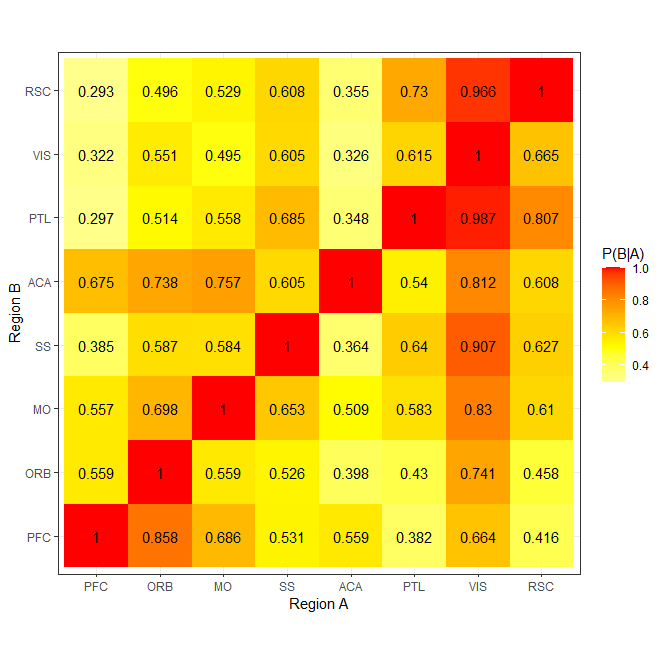 RSC 0.293 0.496 0.529 0.608 0.355 0.73 0.966 1
VIS 0.322 0.551 0.495 0.605 0.326 0.615 1 0.665
PTL 0.297 0.514 0.558 0.685 0.348 1 0.987 0.807
ACA 0.675 0.738 0.757 0.605 1 0.54 0.812 0.608
SS 0.385 0.587 0.584 1 0.364 0.64 0.907 0.627
MO 0.557 0.698 1 0.653 0.509 0.583 0.83 0.61
ORB 0.559 1 0.559 0.526 0.398 0.43 0.741 0.458
PFC 1 0.858 0.686 0.531 0.559 0.382 0.664 0.416
PFC ORB MO SS ACA PTL VIS RSC
Region A
Region B
P(B|A)
1.0
0.8
0.6
0.4